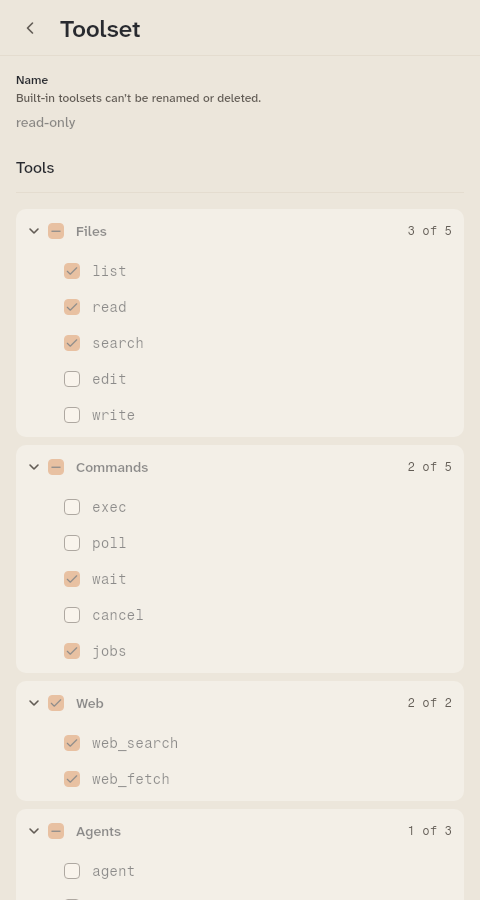 Toolset
Name
Built-in toolsets can't be renamed or deleted.
read-only
Tools
Files 3 of 5
list
read
search
edit
write
Commands 2 of 5
exec
poll
wait
cancel
jobs
Web 2 of 2
web_search
web_fetch
Agents 1 of 3
agent